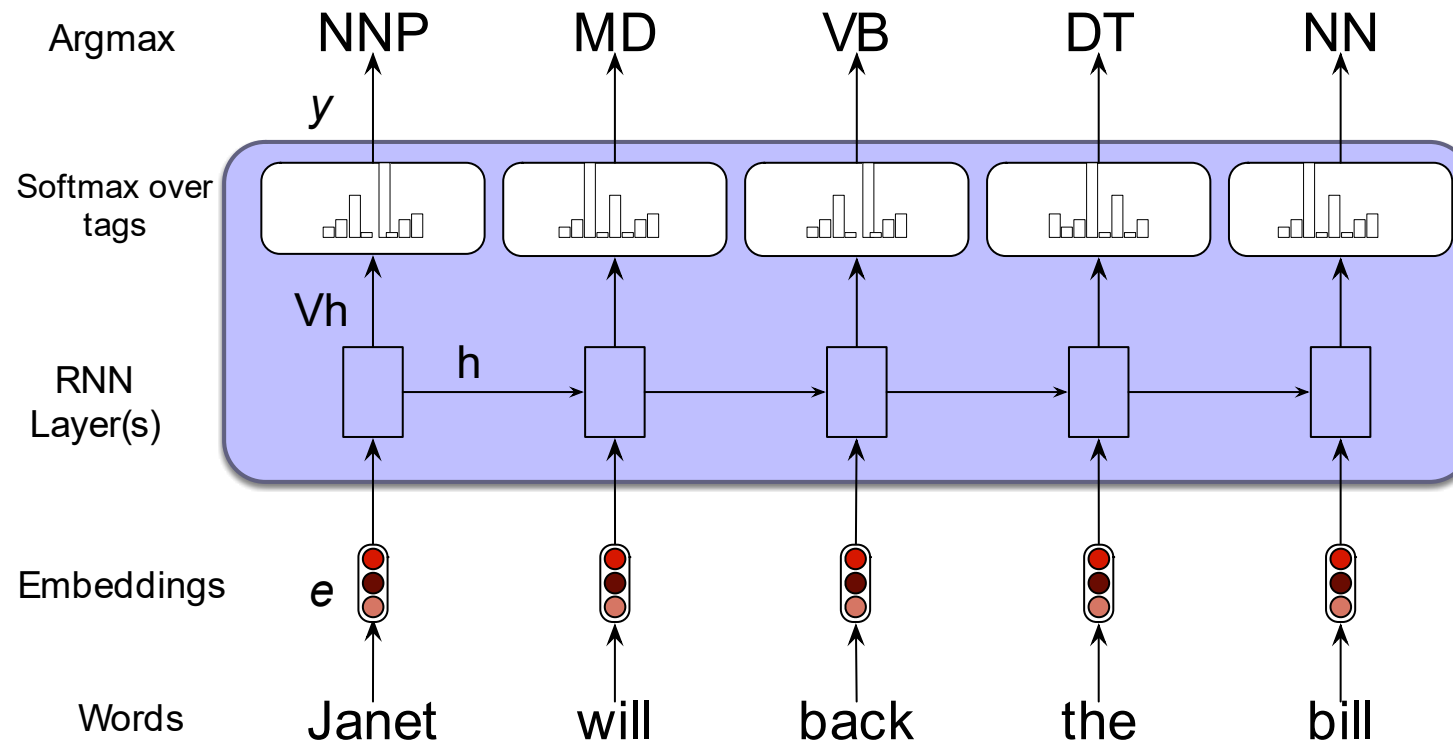 Argmax NNP MD VB DT NN
y
Softmax over
tags
Vh
h
RNN
Layer(s)
Embeddings e
Words Janet will back the bill